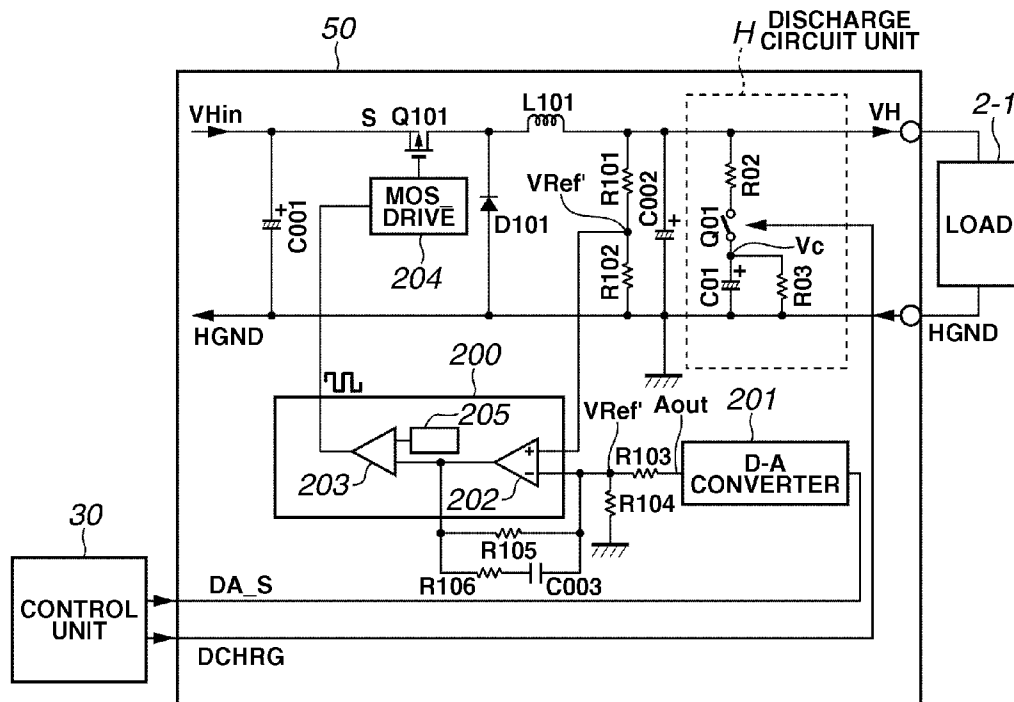 50
H DISCHARGE
CIRCUIT UNIT
VHin
S Q101
L101
VH
2-1
C001
+
MOS_
DRIVE
204
D101
VRef'
R101
R102
C002
+
R02
Q01
Vc
C01
+
R03
LOAD
HGND
HGND
200
205
203
202
+
−
VRef' Aout 201
R103
R104
D-A
CONVERTER
R105
R106
C003
30
CONTROL
UNIT
DA_S
DCHRG